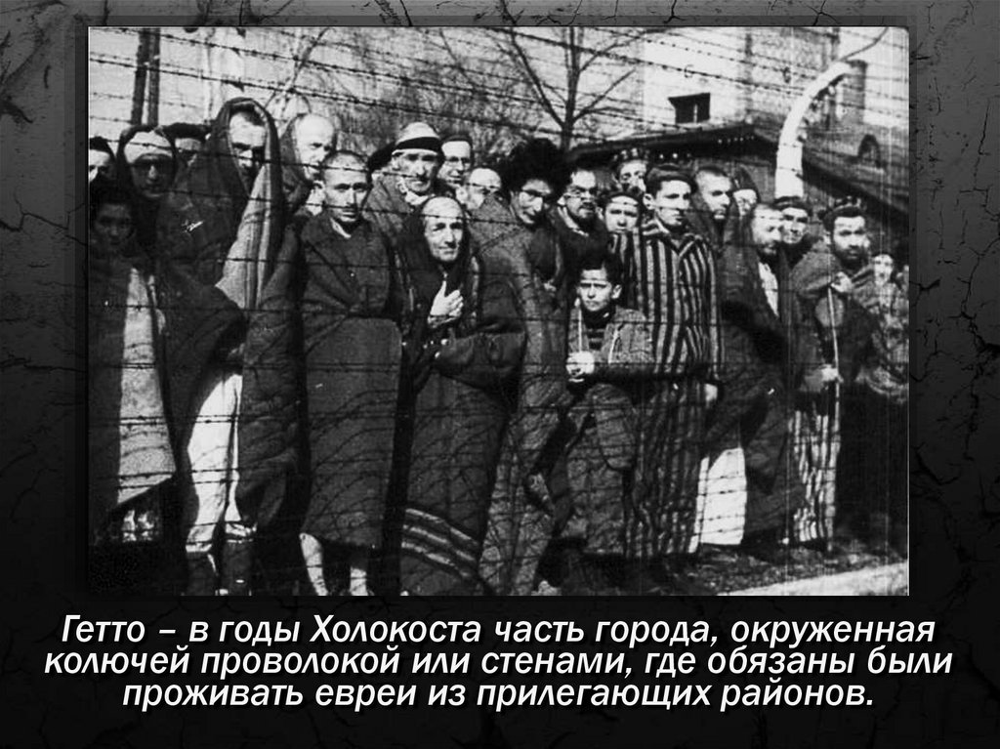 Гетто – в годы Холокоста часть города, окруженная
колючей проволокой или стенами, где обязаны были
проживать евреи из прилегающих районов.